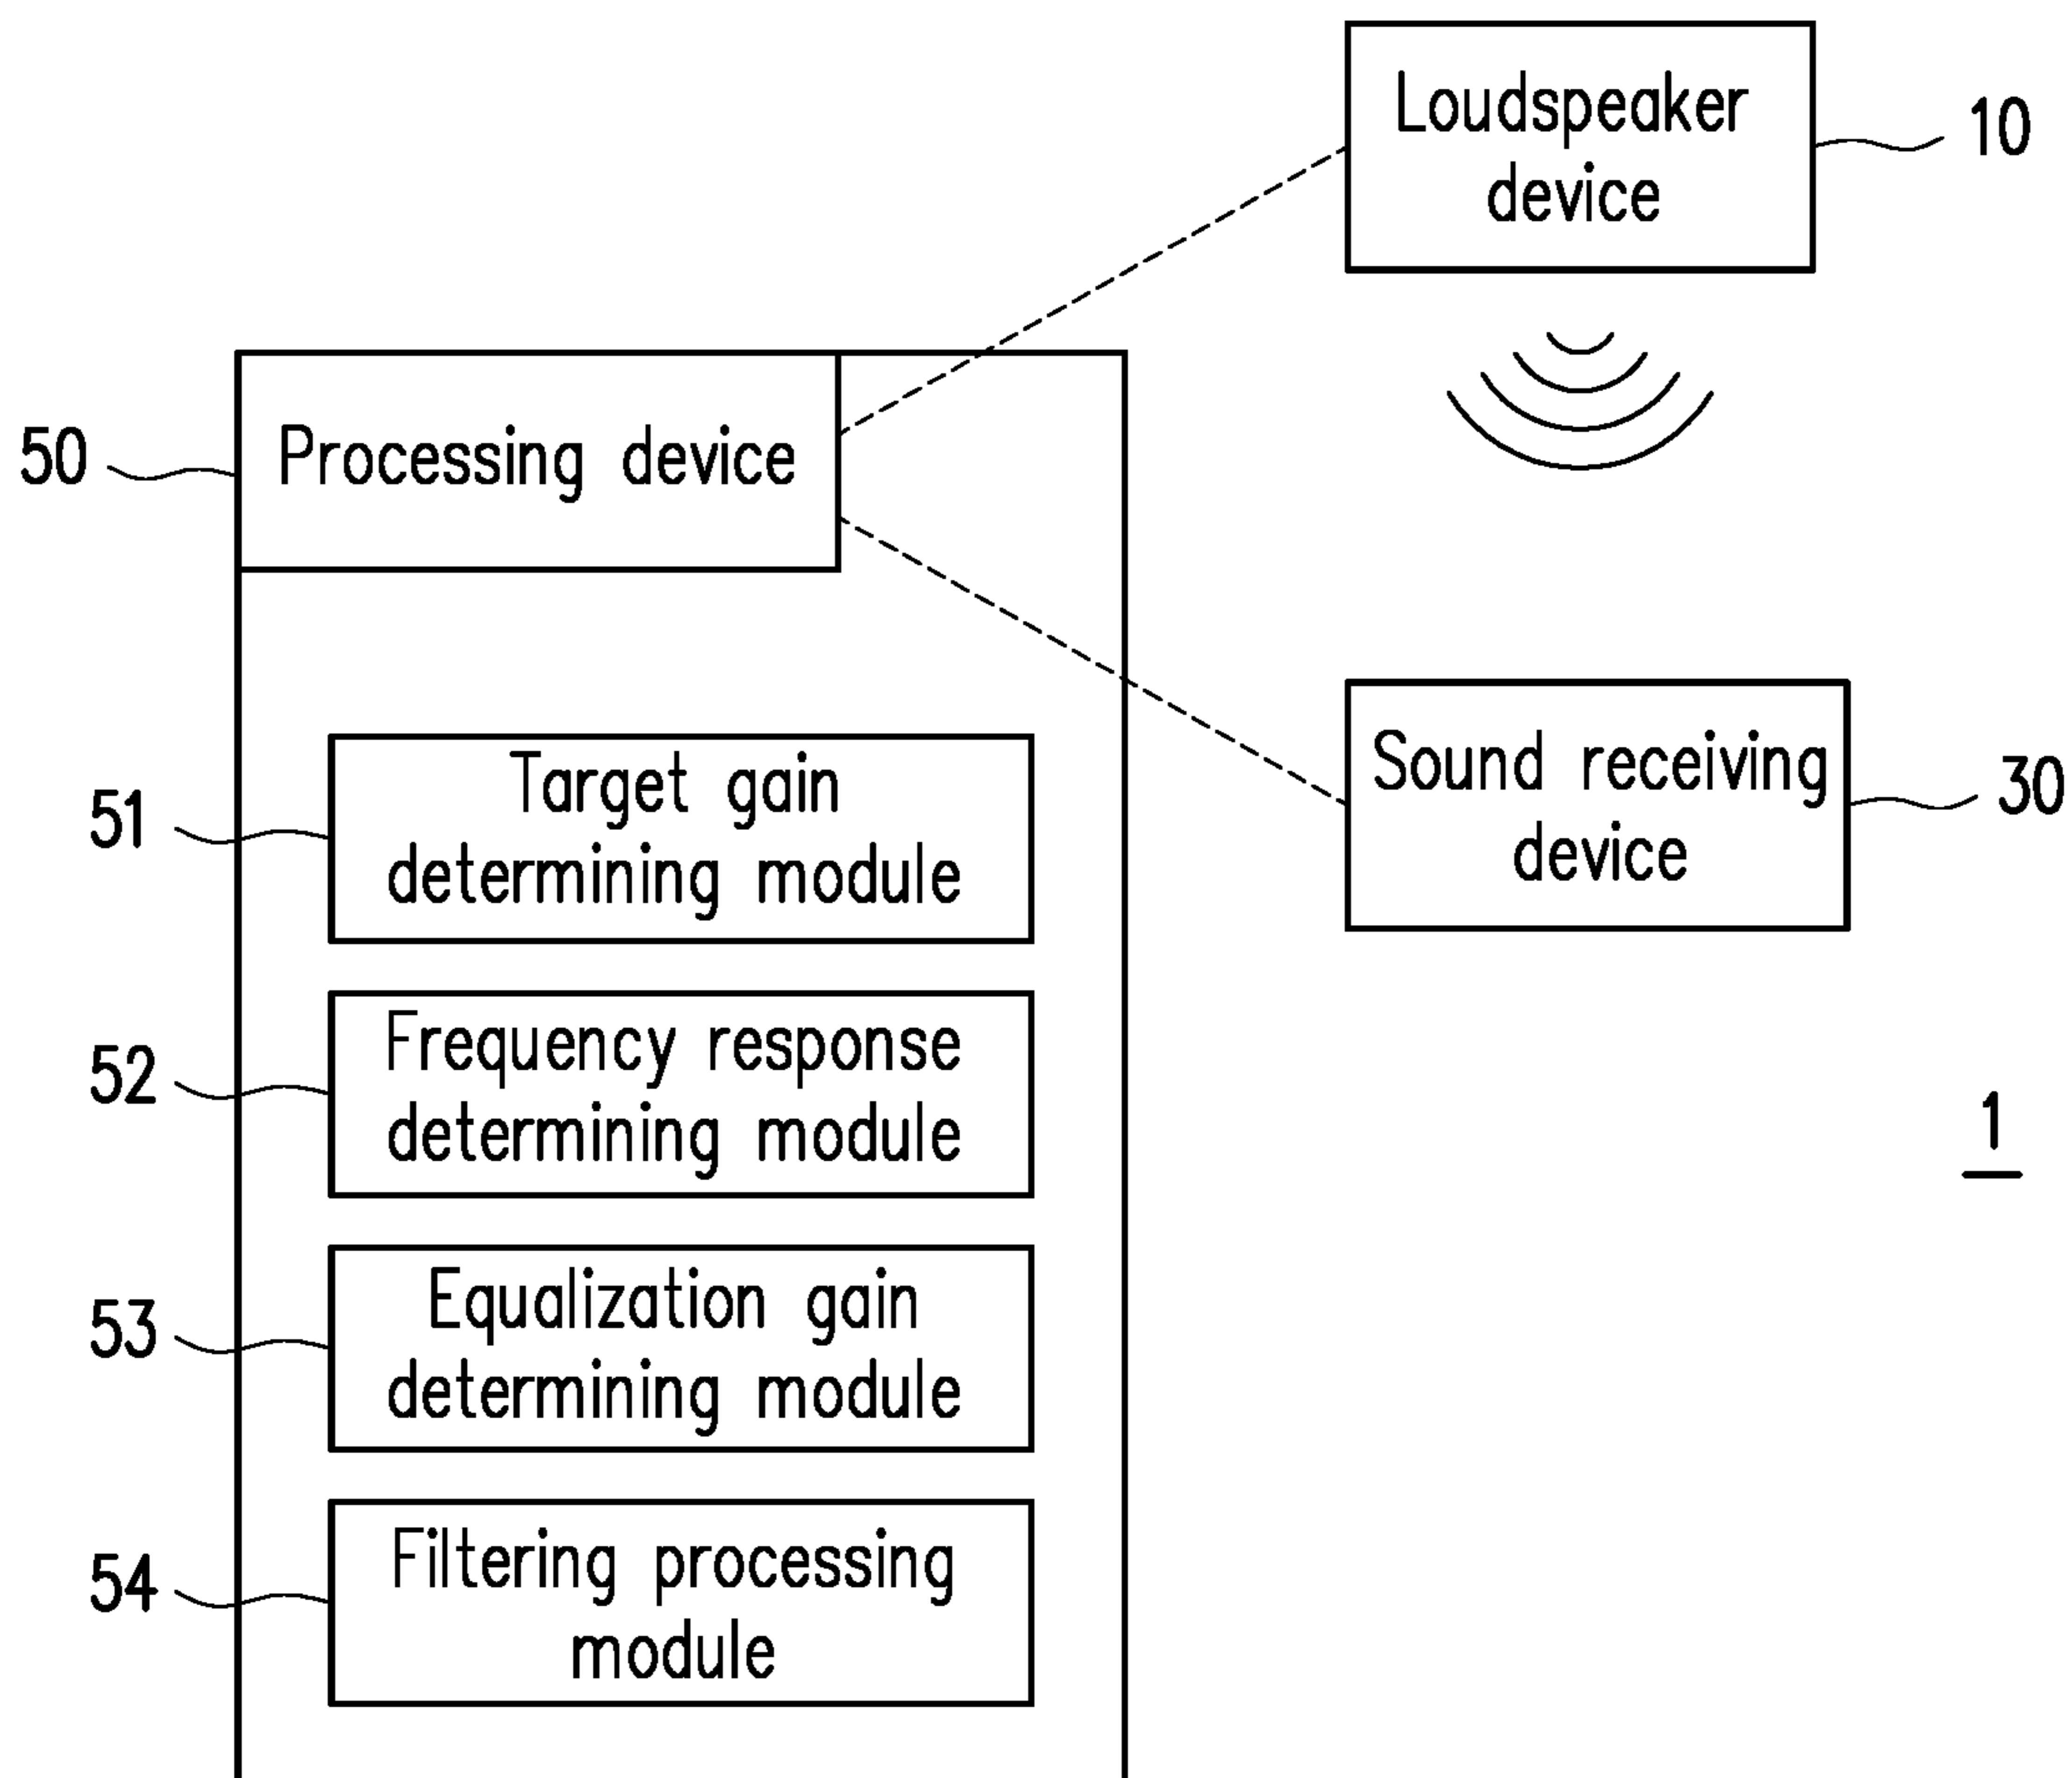 Loudspeaker
device
10
50
Processing device
Sound receiving
device
30
51
Target gain
determining module
52
Frequency response
determining module
1
53
Equalization gain
determining module
54
Filtering processing
module